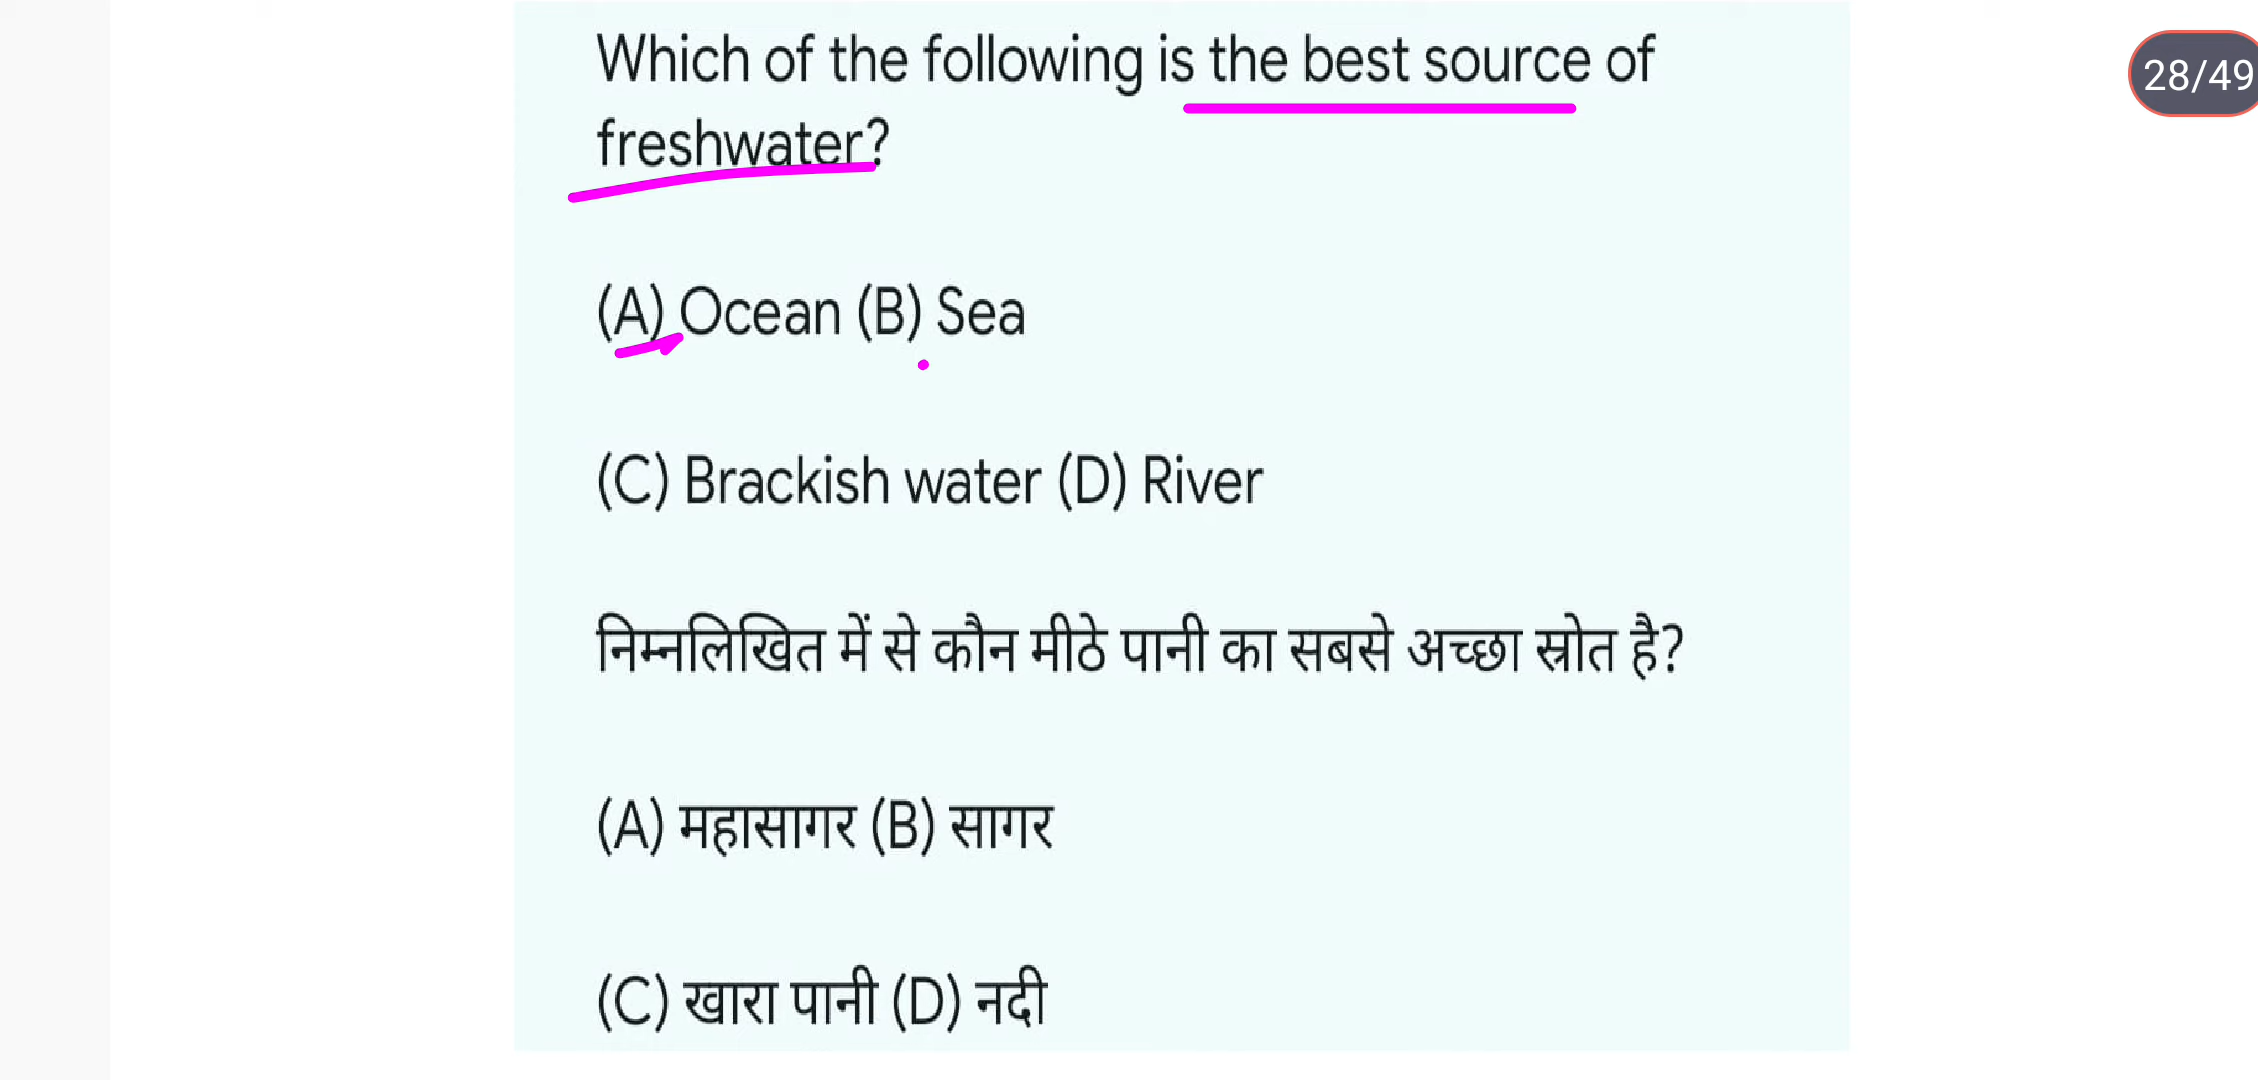 Which of the following is the best source of
freshwater?
(A) Ocean (B) Sea
(C) Brackish water (D) River
निम्नलिखित में से कौन मीठे पानी का सबसे अच्छा स्रोत है?
(A) महासागर (B) सागर
(C) खारा पानी (D) नदी
28/49